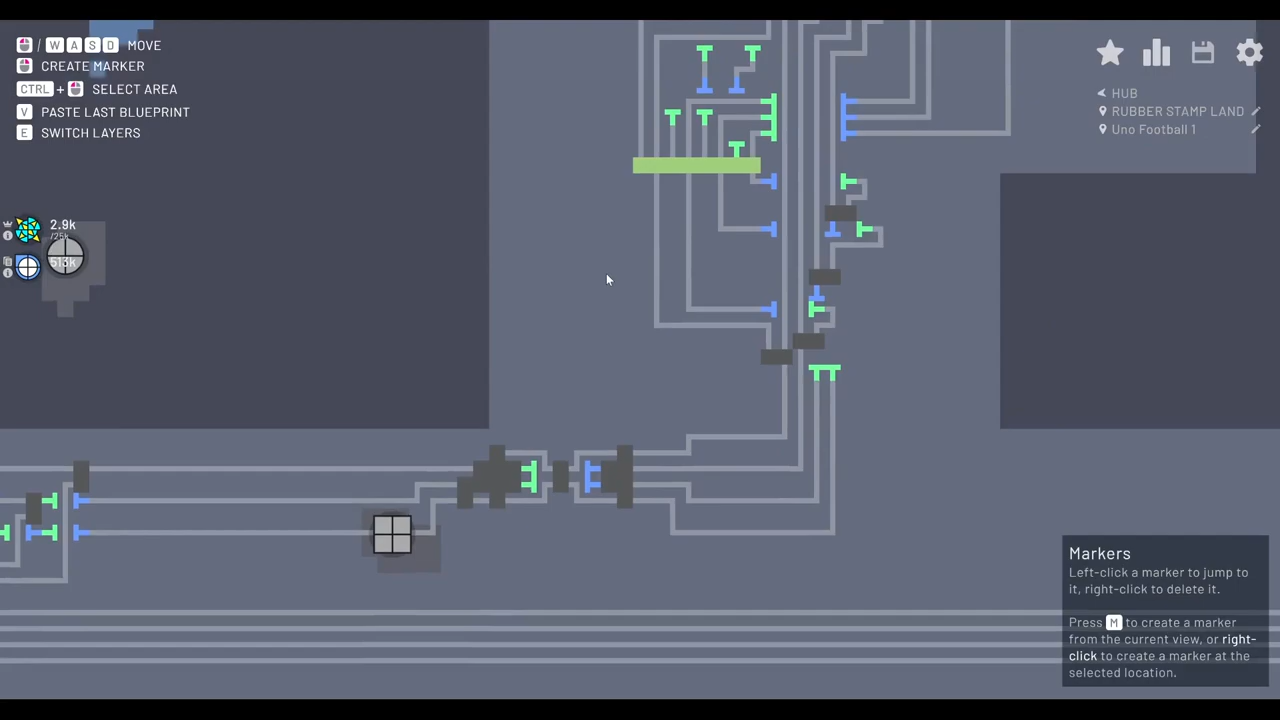 / W A S D MOVE
CREATE MARKER
CTRL + SELECT AREA
V PASTE LAST BLUEPRINT
E SWITCH LAYERS
HUB
RUBBER STAMP LAND
Uno Football 1
2.9k
/25k
513k
Markers
Left-click a marker to jump to
it, right-click to delete it.
Press M to create a marker
from the current view, or right-
click to create a marker at the
selected location.